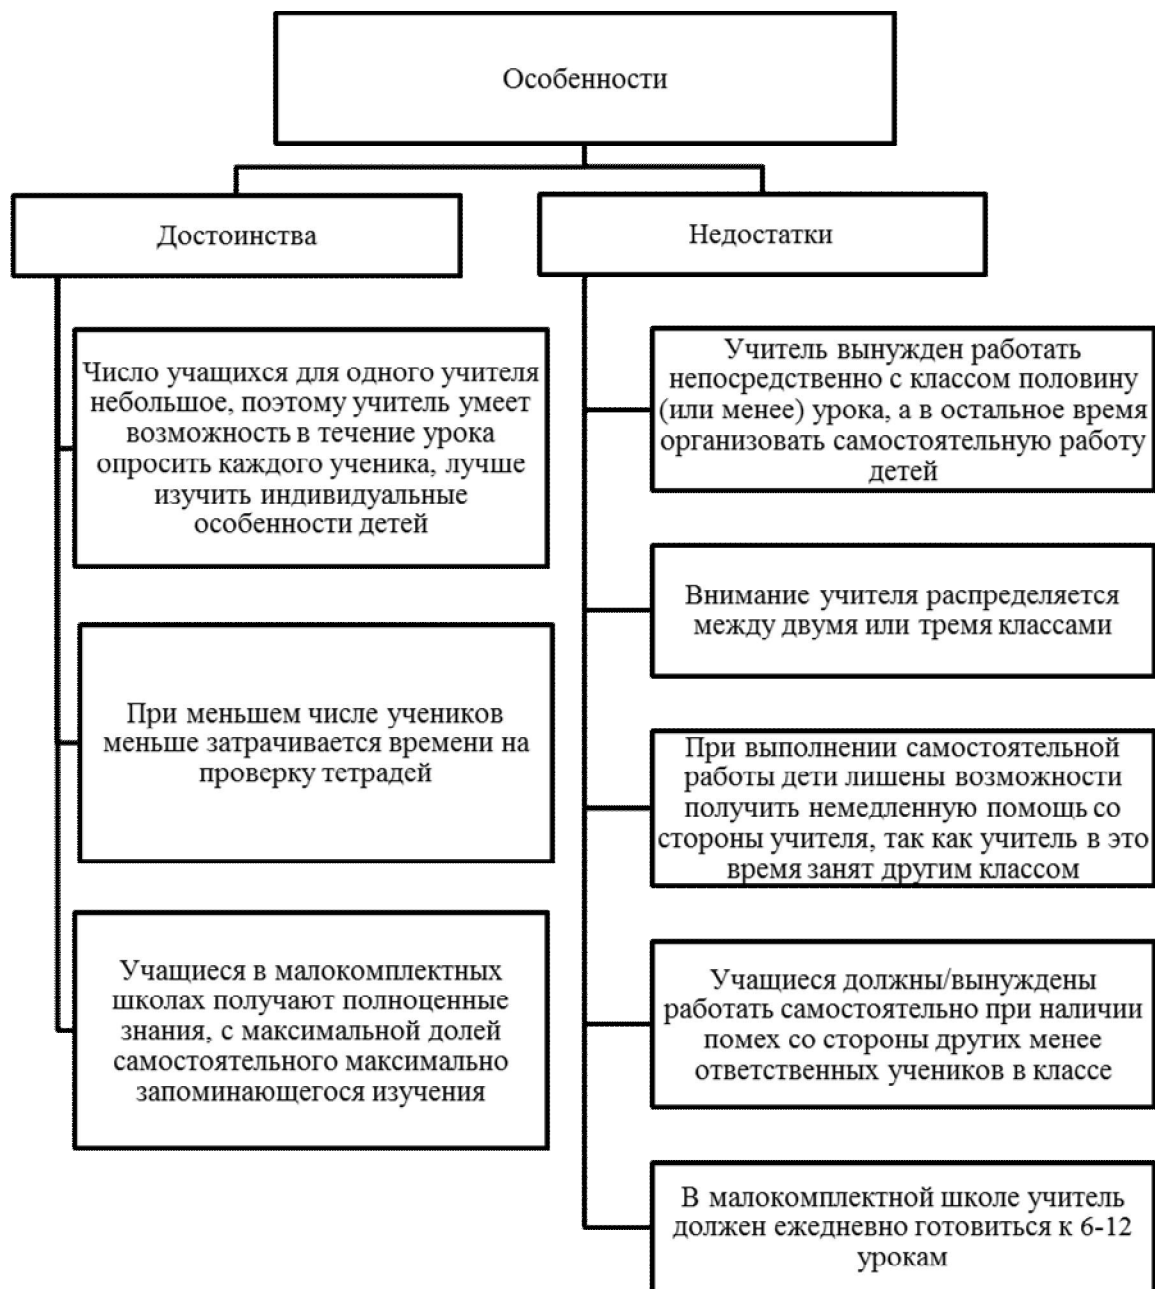 Особенности
Достоинства
Число учащихся для одного учителя
небольшое, поэтому учитель умеет
возможность в течение урока
опросить каждого ученика, лучше
изучить индивидуальные
особенности детей
При меньшем числе учеников
меньше затрачивается времени на
проверку тетрадей
Учащиеся в малокомплектных
школах получают полноценные
знания, с максимальной долей
самостоятельного максимально
запоминающегося изучения
Недостатки
Учитель вынужден работать
непосредственно с классом половину
(или менее) урока, а в остальное время
организовать самостоятельную работу
детей
Внимание учителя распределяется
между двумя или тремя классами
При выполнении самостоятельной
работы дети лишены возможности
получить немедленную помощь со
стороны учителя, так как учитель в это
время занят другим классом
Учащиеся должны/вынуждены
работать самостоятельно при наличии
помех со стороны других менее
ответственных учеников в классе
В малокомплектной школе учитель
должен ежедневно готовиться к 6-12
урокам